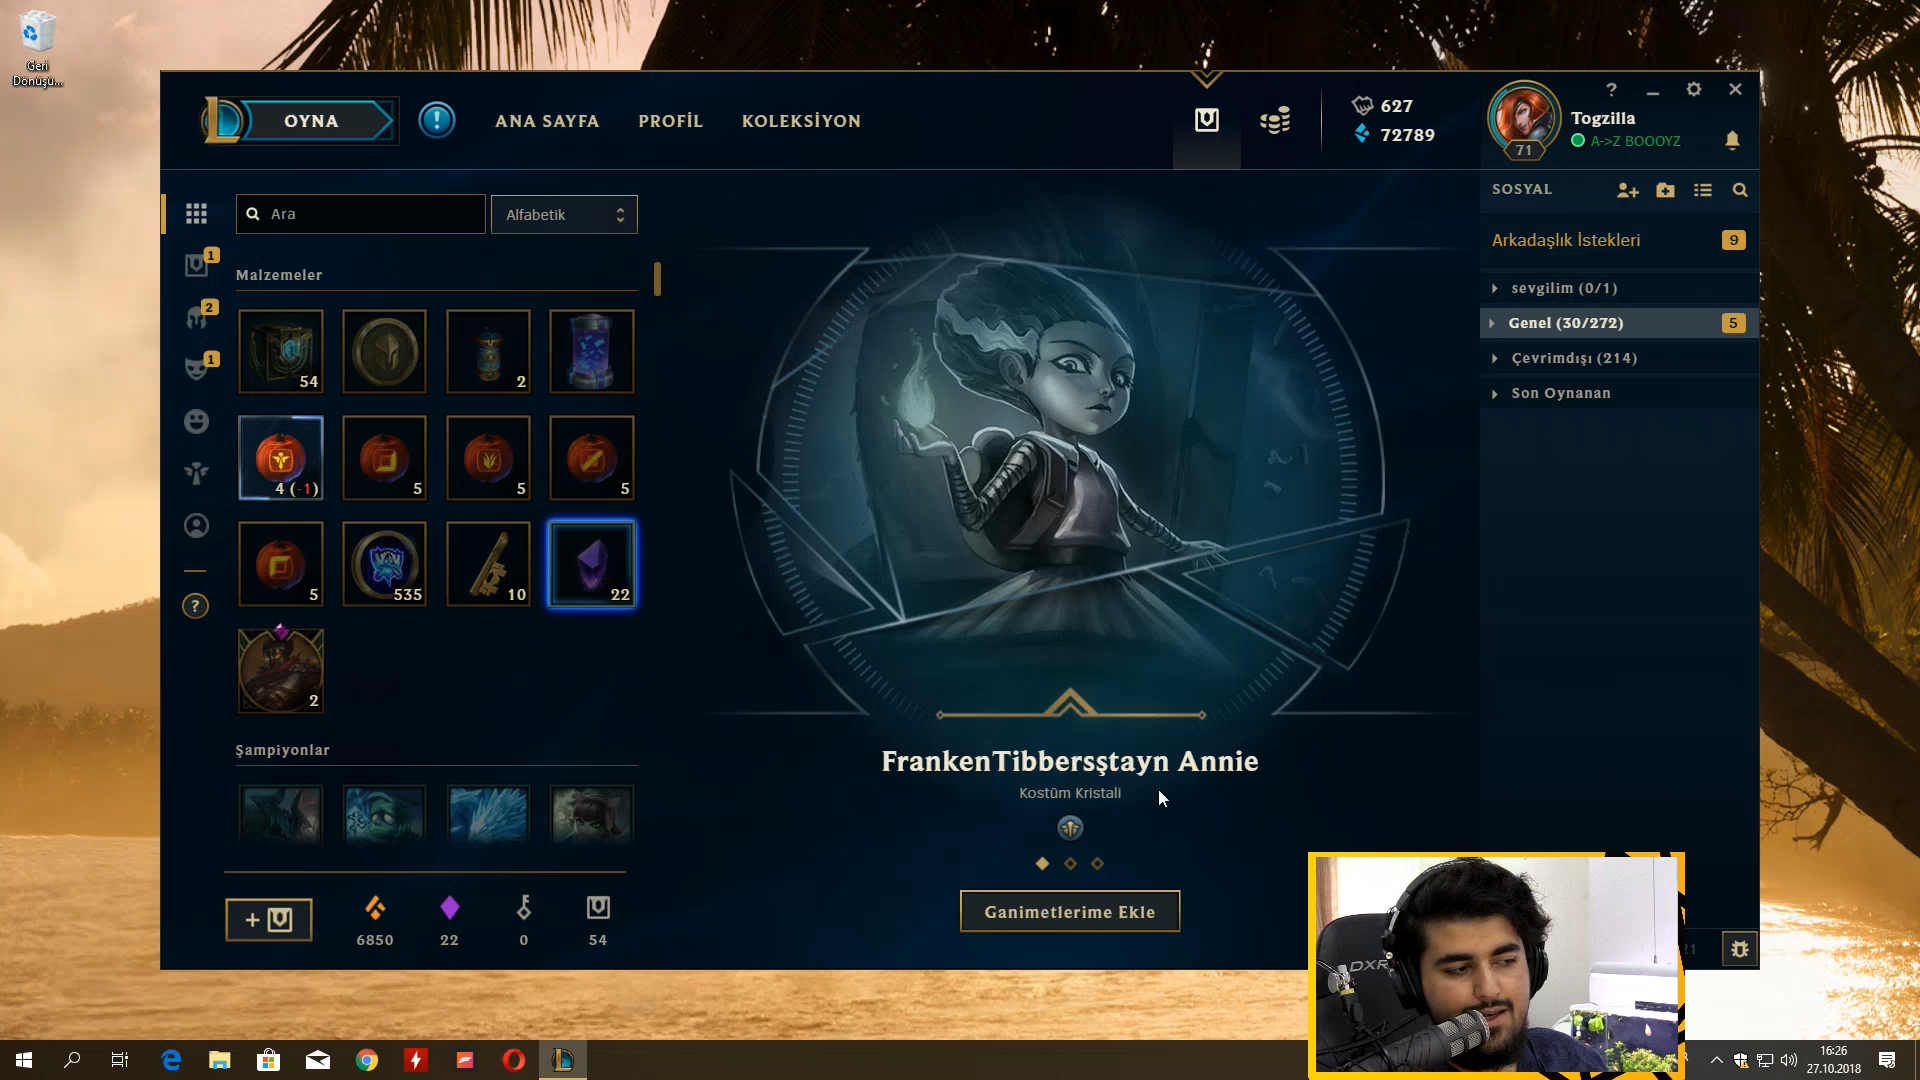 Geri
Dönüşü...
OYNA
ANA SAYFA
PROFİL
KOLEKSİYON
627
72789
71
Togzilla
A->Z BOOOYZ
SOSYAL
Arkadaşlık İstekleri
9
sevgilim (0/1)
Genel (30/272)
5
Çevrimdışı (214)
Son Oynanan
Ara
Alfabetik
1
2
1
Malzemeler
54
2
4 (-1)
5
5
5
5
535
10
22
2
Şampiyonlar
6850
22
0
54
FrankenTibbersştayn Annie
Kostüm Kristali
Ganimetlerime Ekle
DXR
16:26
27.10.2018